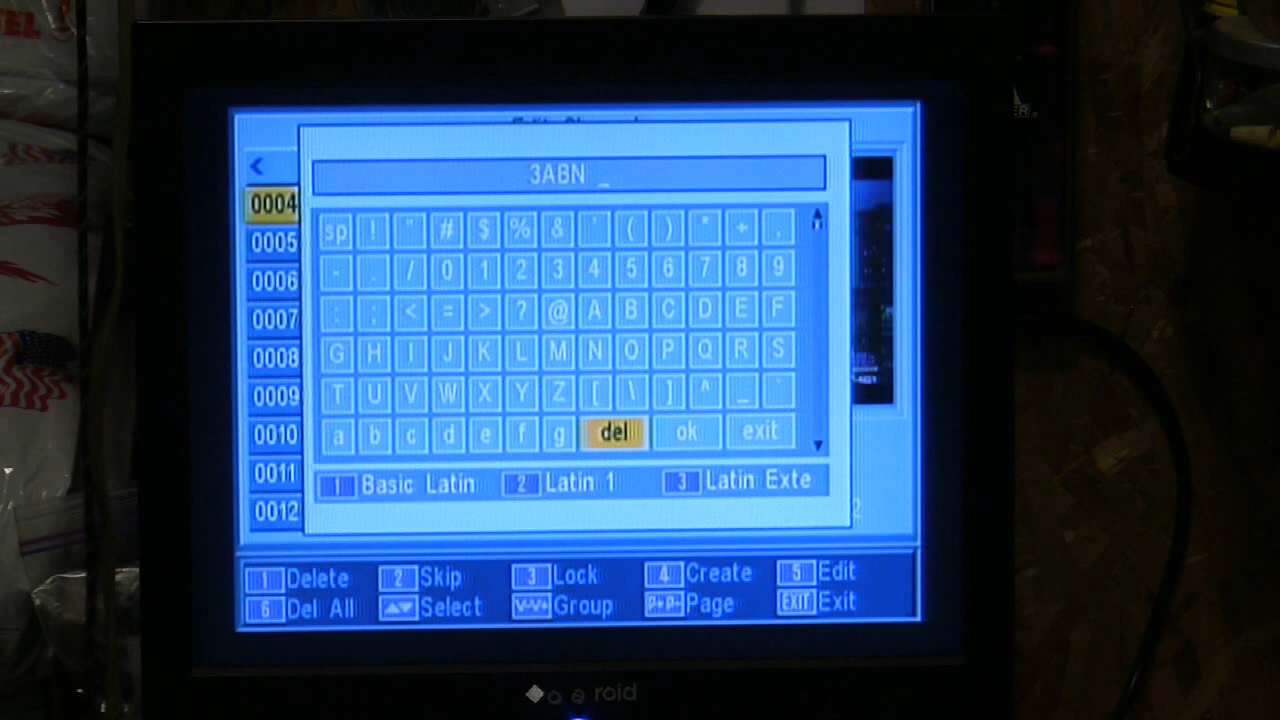 3ABN _
<
0004
0005
0006
0007
0008
0009
0010
0011
0012
sp ! " # $ % & ' ( ) * + ,
- . / 0 1 2 3 4 5 6 7 8 9
: ; < = > ? @ A B C D E F
G H I J K L M N O P Q R S
T U V W X Y Z [ \ ] ^ _ `
a b c d e f g del ok exit
1 Basic Latin 2 Latin 1 3 Latin Exte
1 Delete 2 Skip 3 Lock 4 Create 5 Edit
6 Del All ▲▼ Select V-V+ Group P+P- Page EXIT Exit